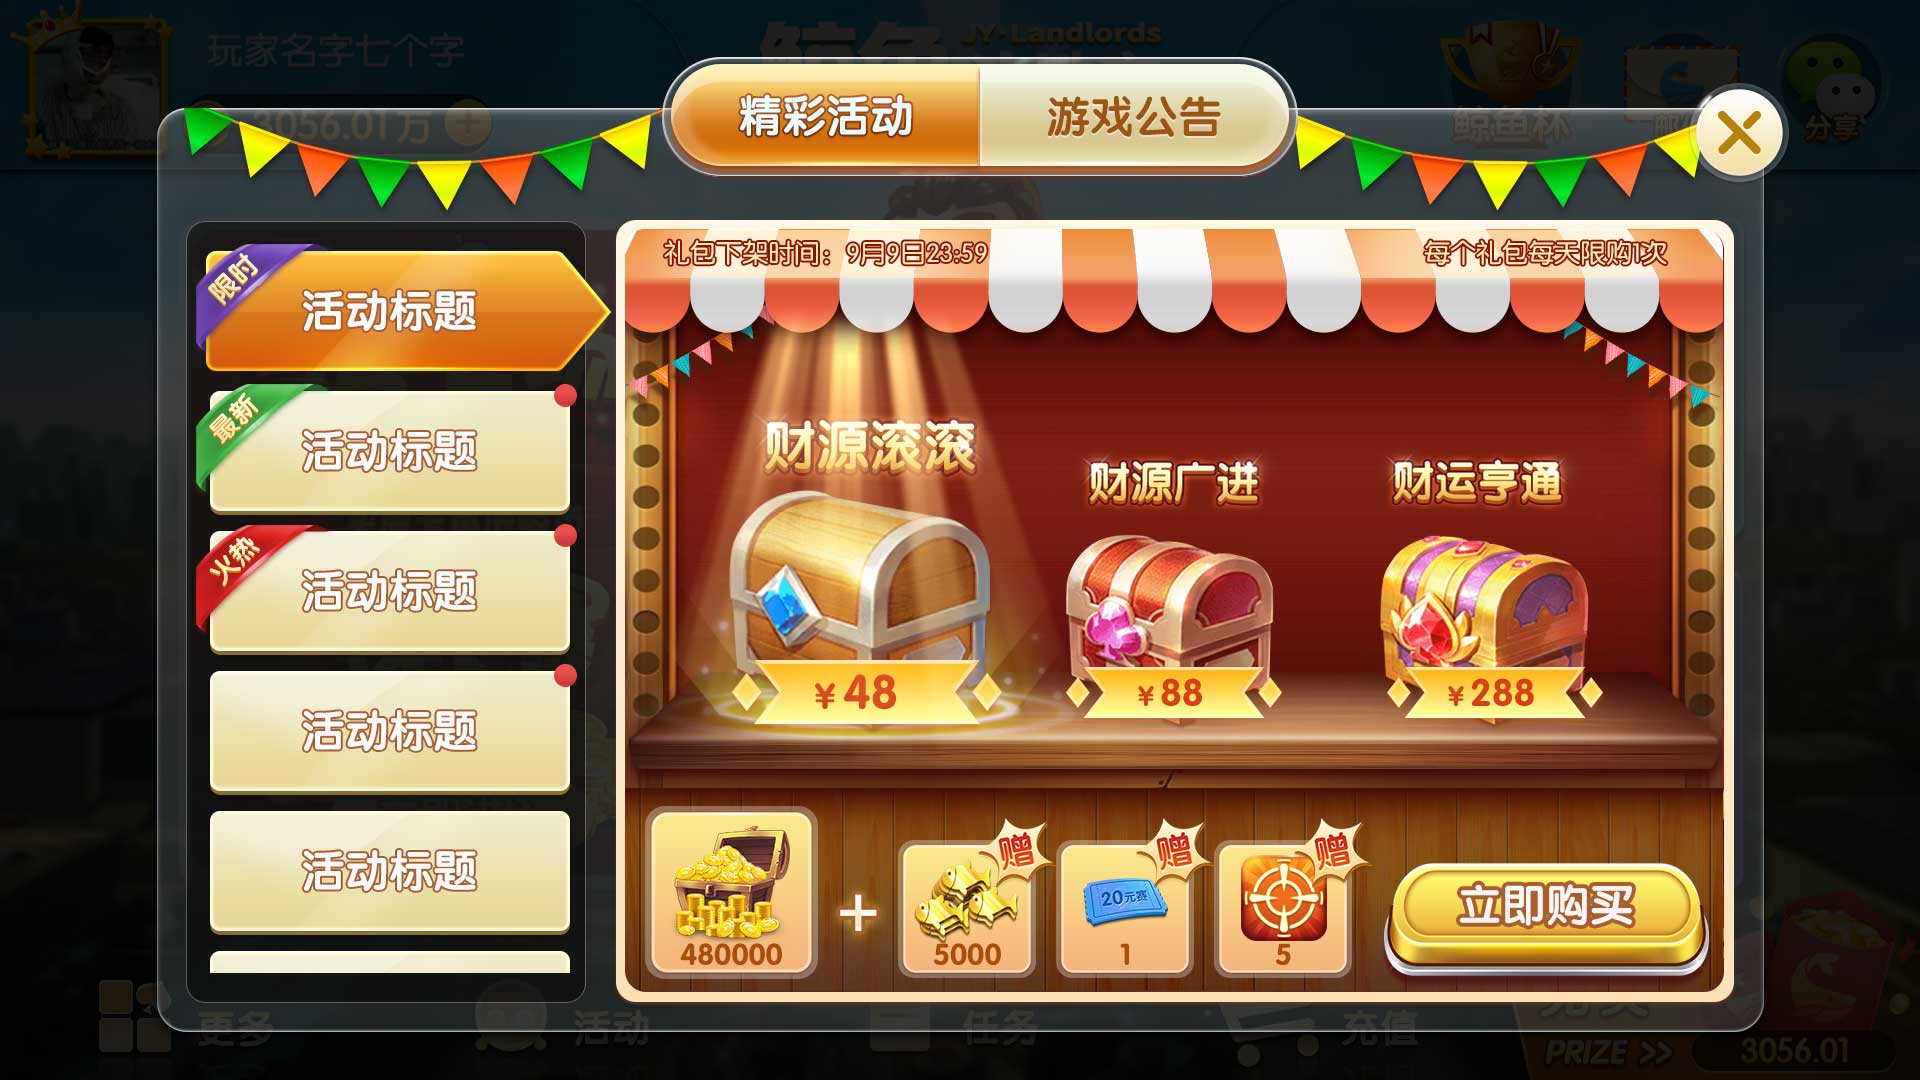 玩家名字七个字
JY·Landlords
3056.01万
鲸鱼杯
邮
分享
精彩活动
游戏公告
限时
活动标题
最新
活动标题
火热
活动标题
活动标题
活动标题
礼包下架时间：9月9日23:59
每个礼包每天限购1次
财源滚滚
财源广进
财运亨通
¥48
¥88
¥288
480000
+
赠
5000
赠
20元赛
1
赠
5
立即购买
更多
活动
任务
充值
PRIZE >>
3056.01